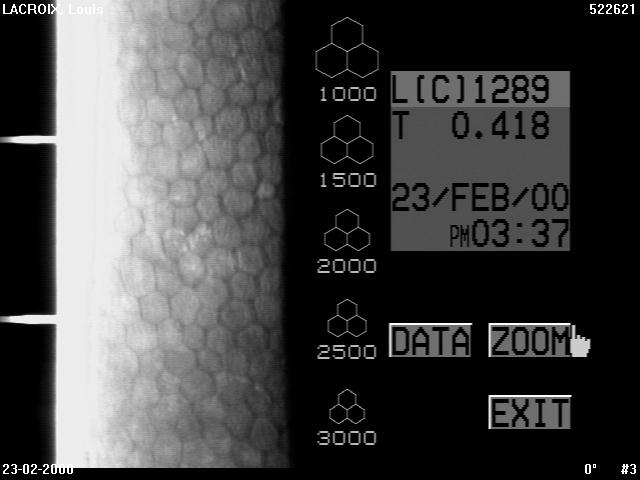 LACROIX, Louis
522621
1000
1500
2000
2500
3000
L(C)1289
T 0.418
23/FEB/00
PM03:37
DATA ZOOM
EXIT
23-02-2000
0° #3